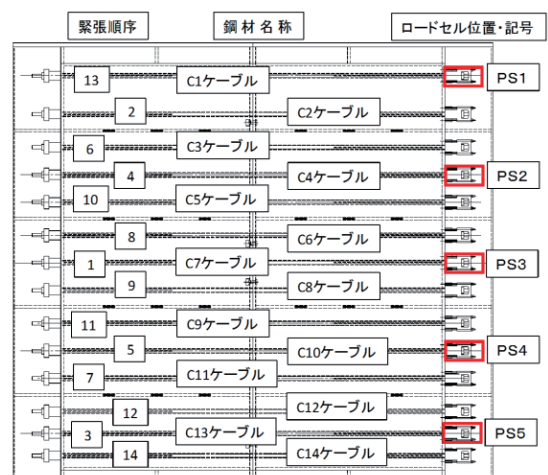 緊張順序 鋼材名称 ロードセル位置・記号
13 C1ケーブル PS1
2 C2ケーブル
6 C3ケーブル
4 C4ケーブル PS2
10 C5ケーブル
8 C6ケーブル
1 C7ケーブル PS3
9 C8ケーブル
11 C9ケーブル
5 C10ケーブル PS4
7 C11ケーブル
12 C12ケーブル
3 C13ケーブル PS5
14 C14ケーブル